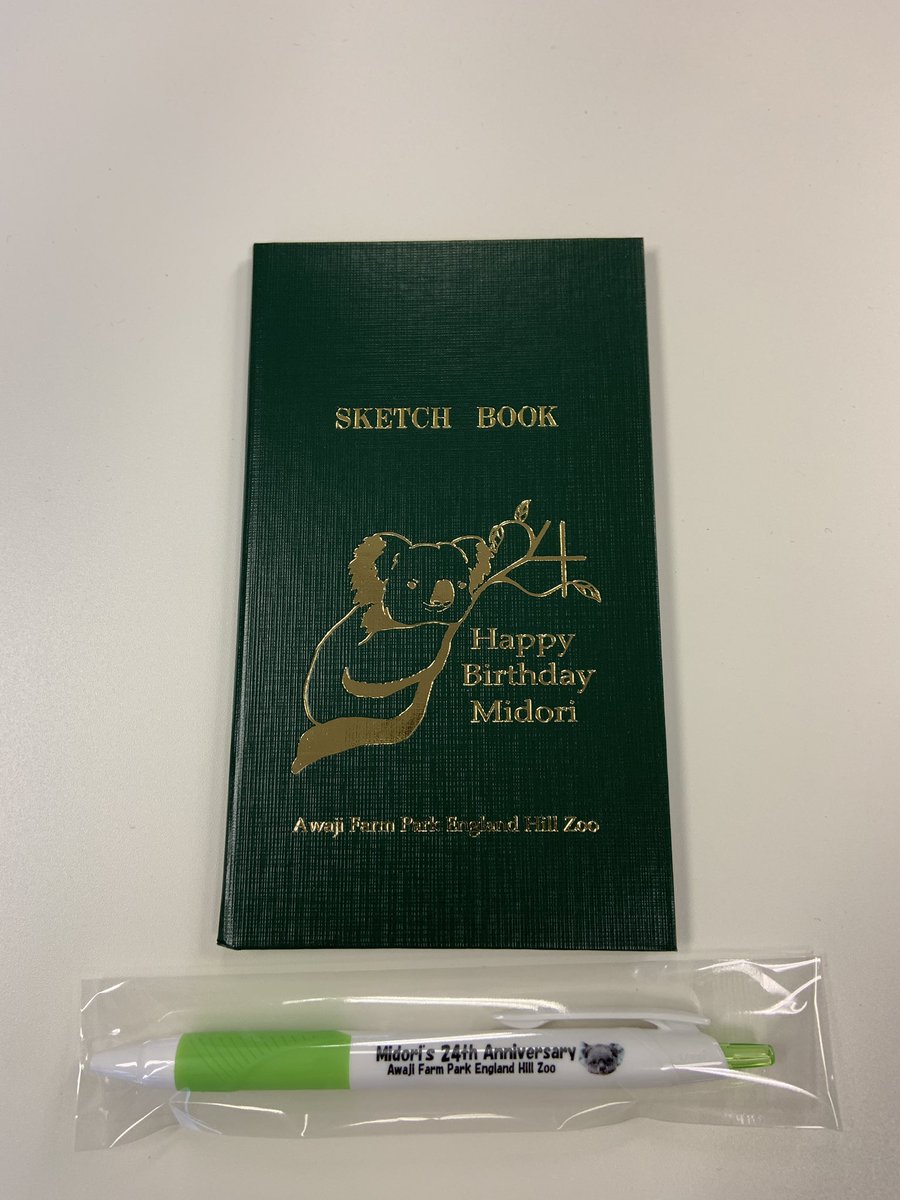 SKETCH BOOK
24
Happy
Birthday
Midori
Awaji Farm Park England Hill Zoo
Midori's 24th Anniversary
Awaji Farm Park England Hill Zoo